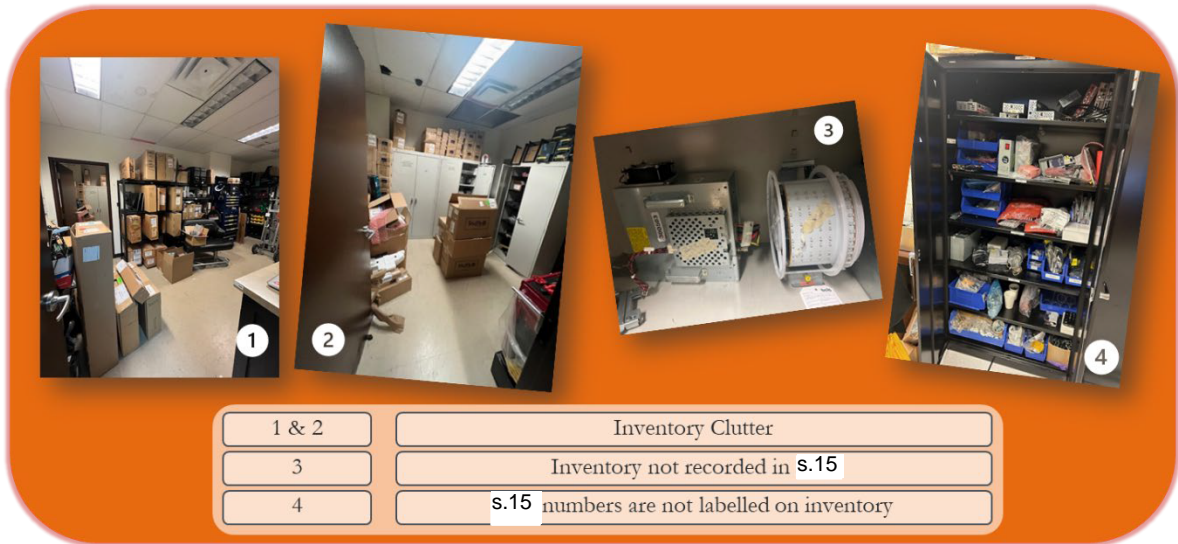 1
2
3
4
1 & 2 Inventory Clutter
3 Inventory not recorded in s.15
4 s.15 numbers are not labelled on inventory